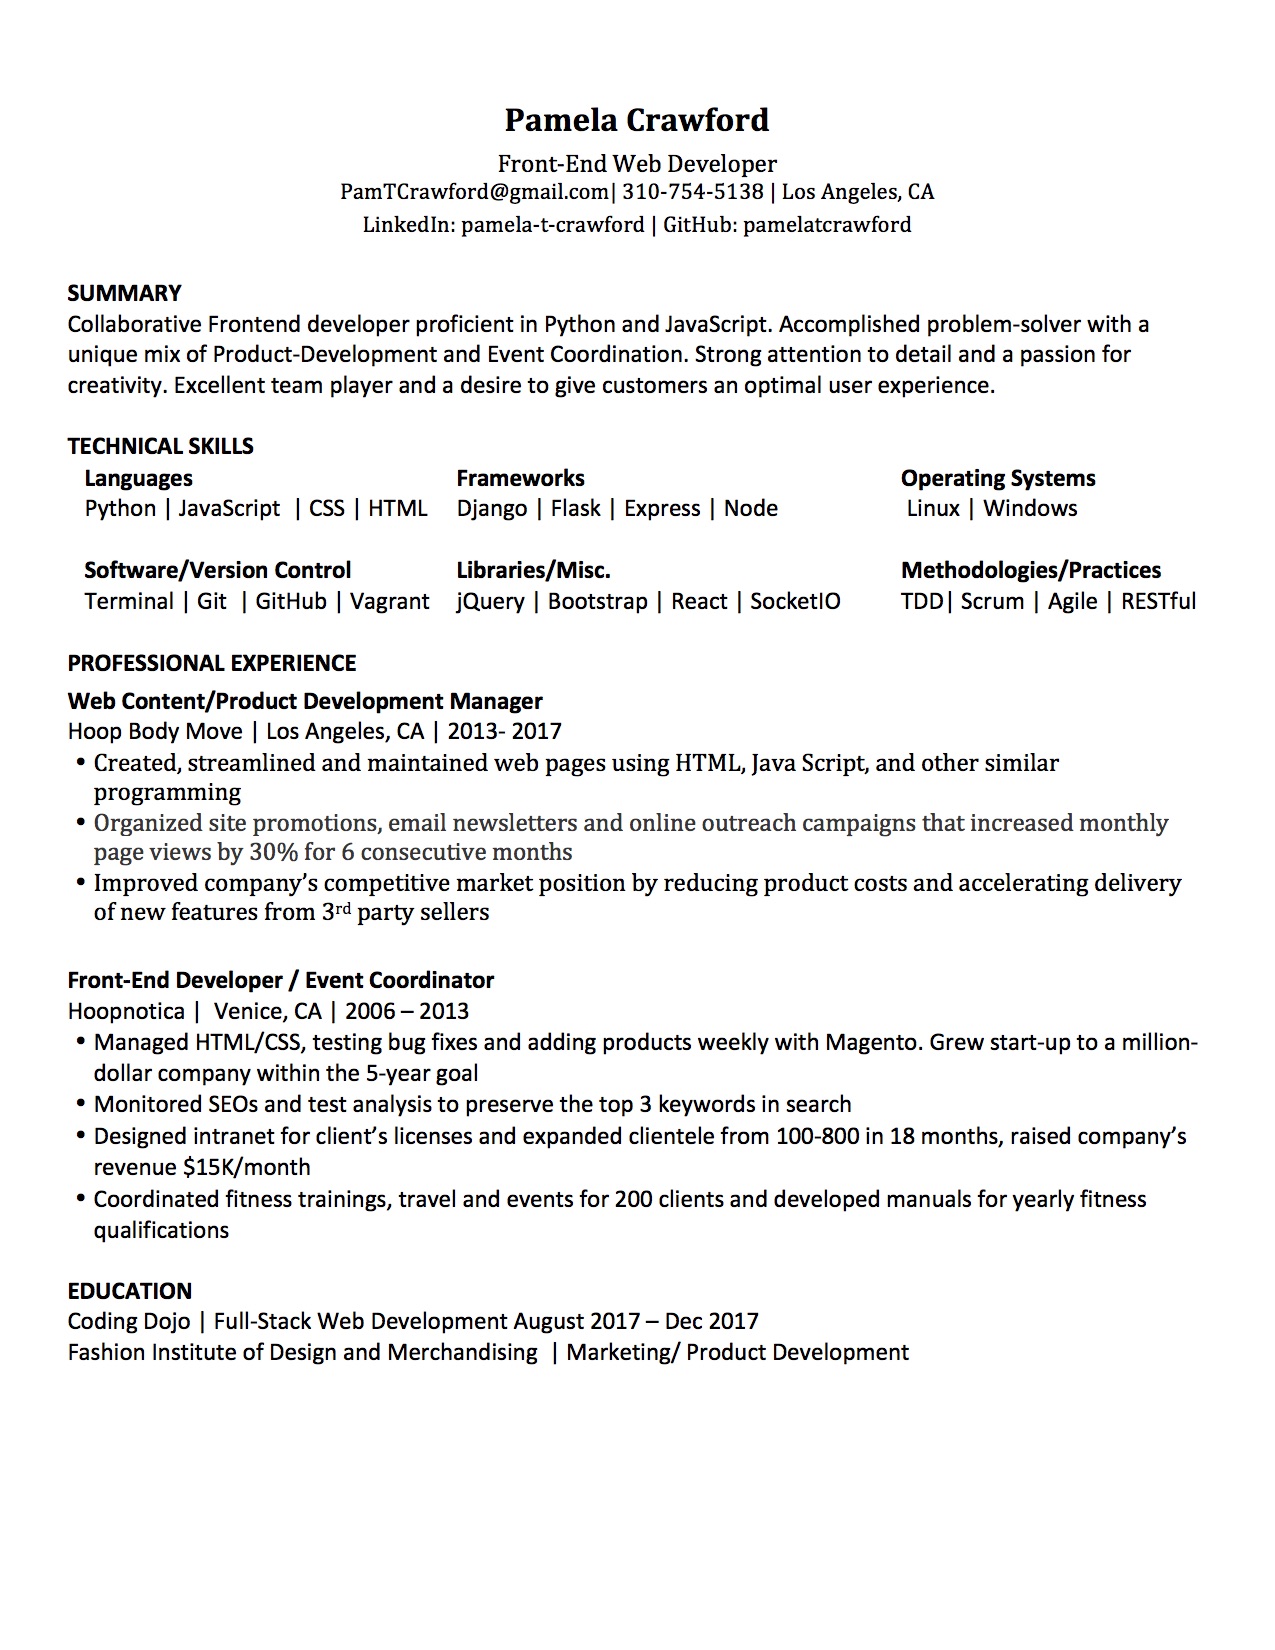 Pamela Crawford
Front-End Web Developer
PamTCrawford@gmail.com| 310-754-5138 | Los Angeles, CA
LinkedIn: pamela-t-crawford | GitHub: pamelatcrawford
SUMMARY
Collaborative Frontend developer proficient in Python and JavaScript. Accomplished problem-solver with a
unique mix of Product-Development and Event Coordination. Strong attention to detail and a passion for
creativity. Excellent team player and a desire to give customers an optimal user experience.
TECHNICAL SKILLS
Languages Frameworks Operating Systems
Python | JavaScript | CSS | HTML Django | Flask | Express | Node Linux | Windows
Software/Version Control Libraries/Misc. Methodologies/Practices
Terminal | Git | GitHub | Vagrant jQuery | Bootstrap | React | SocketIO TDD| Scrum | Agile | RESTful
PROFESSIONAL EXPERIENCE
Web Content/Product Development Manager
Hoop Body Move | Los Angeles, CA | 2013- 2017
• Created, streamlined and maintained web pages using HTML, Java Script, and other similar
programming
• Organized site promotions, email newsletters and online outreach campaigns that increased monthly
page views by 30% for 6 consecutive months
• Improved company’s competitive market position by reducing product costs and accelerating delivery
of new features from 3rd party sellers
Front-End Developer / Event Coordinator
Hoopnotica | Venice, CA | 2006 – 2013
• Managed HTML/CSS, testing bug fixes and adding products weekly with Magento. Grew start-up to a million-
dollar company within the 5-year goal
• Monitored SEOs and test analysis to preserve the top 3 keywords in search
• Designed intranet for client’s licenses and expanded clientele from 100-800 in 18 months, raised company’s
revenue $15K/month
• Coordinated fitness trainings, travel and events for 200 clients and developed manuals for yearly fitness
qualifications
EDUCATION
Coding Dojo | Full-Stack Web Development August 2017 – Dec 2017
Fashion Institute of Design and Merchandising | Marketing/ Product Development